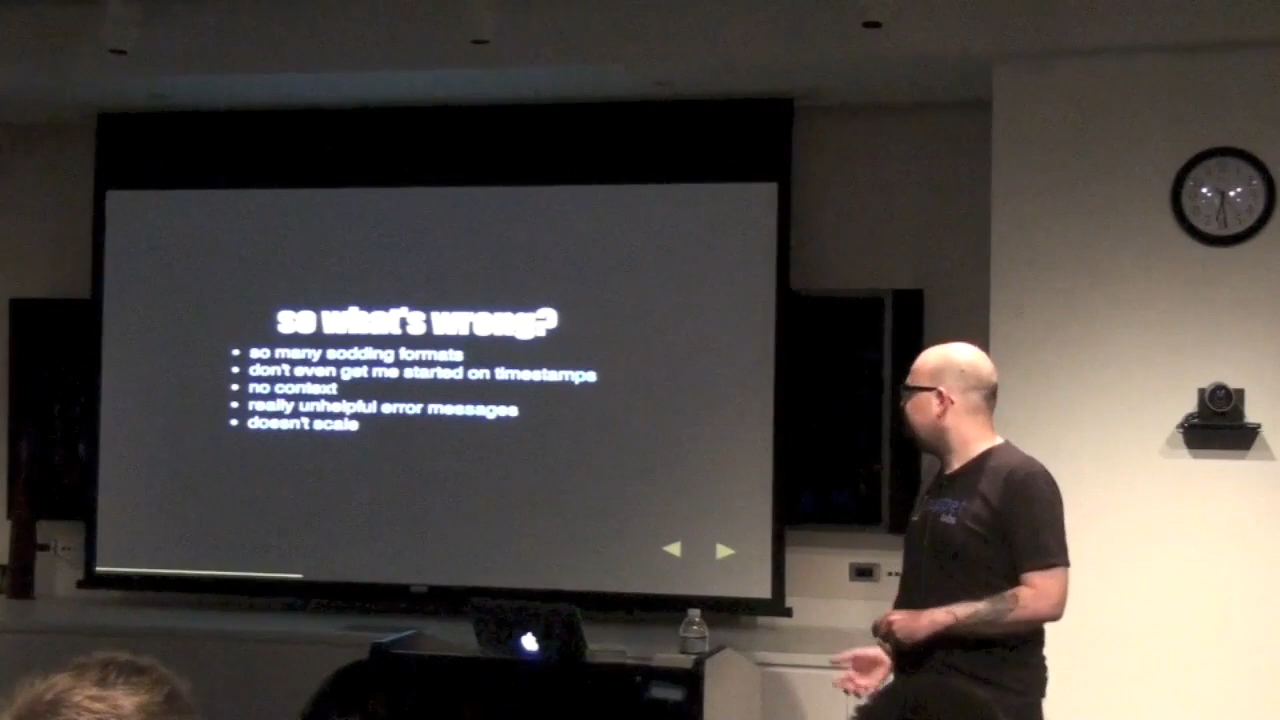 so what's wrong?
• so many sodding formats
• don't even get me started on timestamps
• no context
• really unhelpful error messages
• doesn't scale